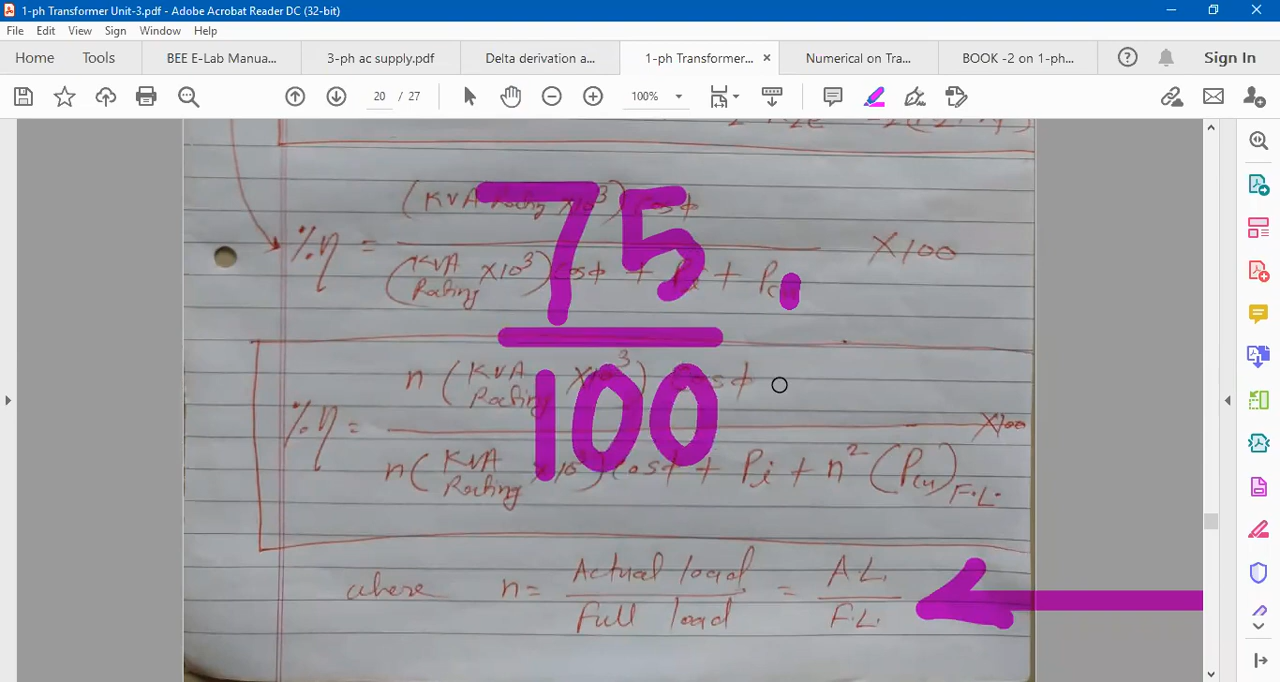 1-ph Transformer Unit-3.pdf - Adobe Acrobat Reader DC (32-bit)
File Edit View Sign Window Help
Home Tools BEE E-Lab Manua... 3-ph ac supply.pdf Delta derivation a... 1-ph Transformer... × Numerical on Tra... BOOK -2 on 1-ph... Sign In
20 / 27 100%
(KVA Rating ×10³) cosφ
%η = ×100
(KVA Rating ×10³) cosφ + Pi + Pcu
75
100
n (KVA Rating ×10³) cosφ
%η = ×100
n (KVA Rating ×10³) cosφ + Pi + n² (Pcu)F.L.
where n = Actual load / Full load = A.L. / F.L.